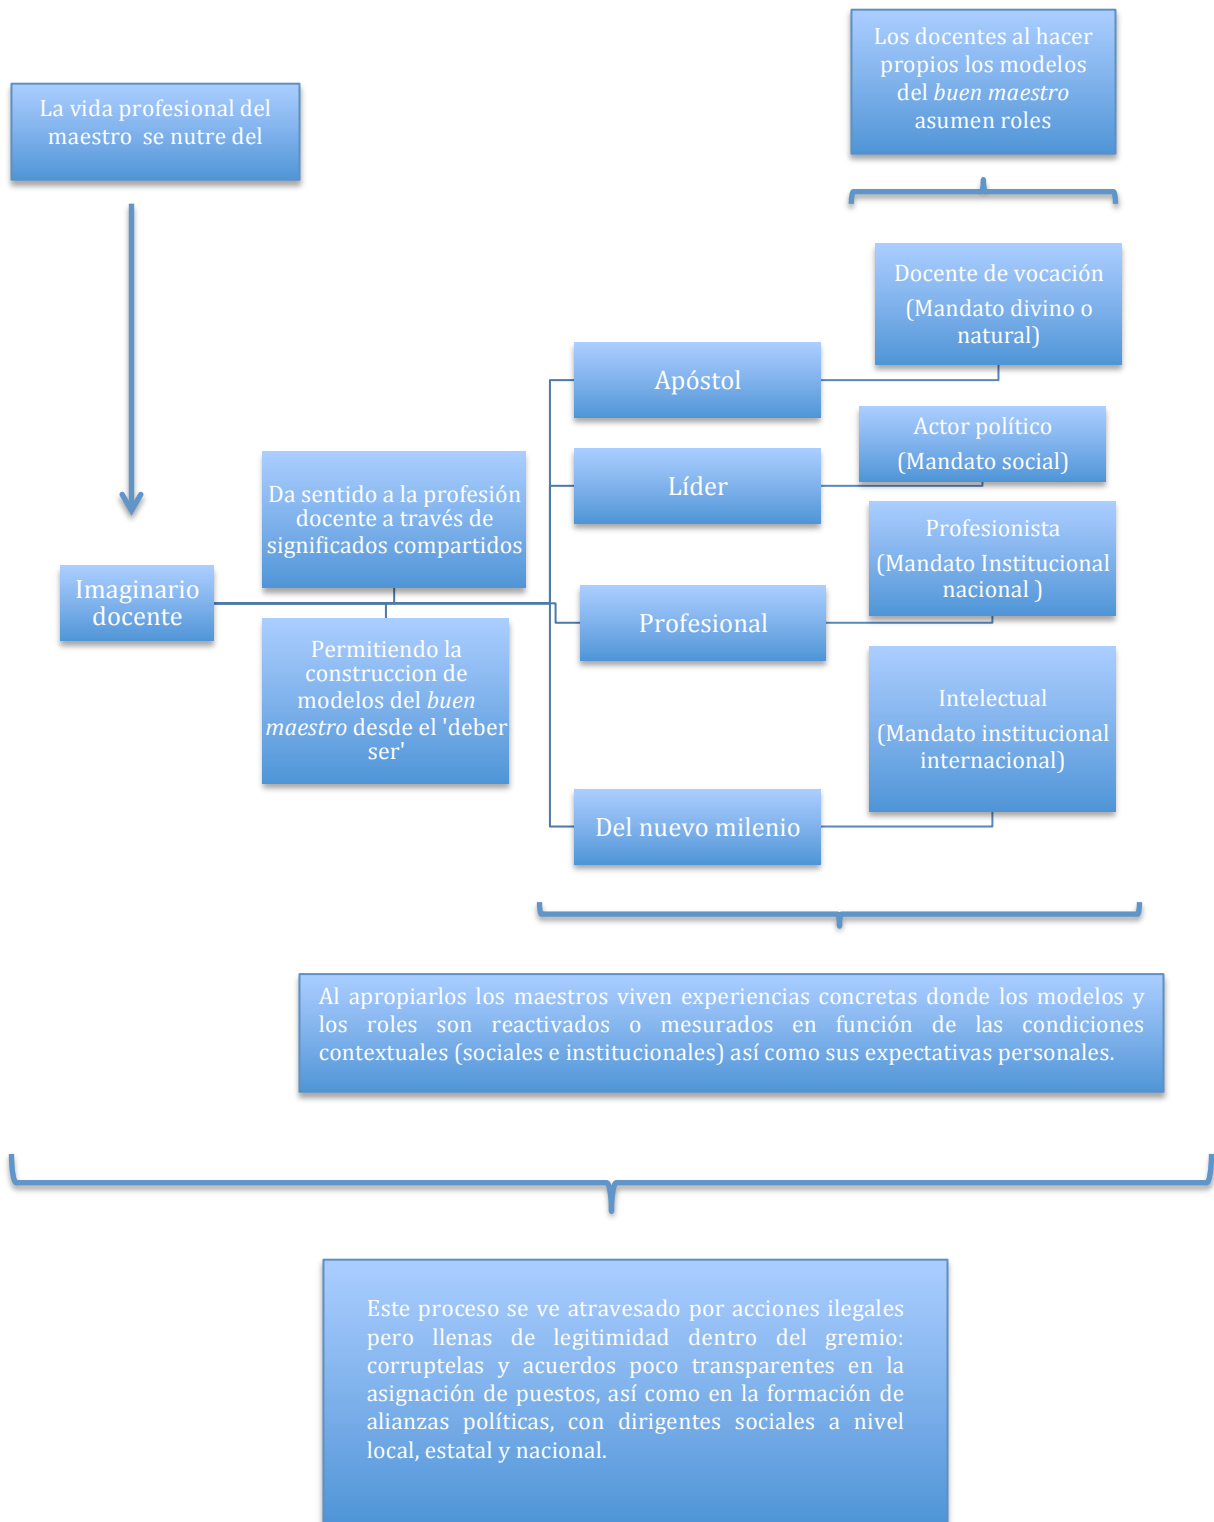 Los docentes al hacer
propios los modelos
del buen maestro
asumen roles
La vida profesional del
maestro se nutre del
Docente de vocación
(Mandato divino o
natural)
Apóstol
Actor político
(Mandato social)
Líder
Da sentido a la profesión
docente a través de
significados compartidos
Profesionista
(Mandato Institucional
nacional )
Imaginario
docente
Profesional
Permitiendo la
construccion de
modelos del buen
maestro desde el 'deber
ser'
Intelectual
(Mandato institucional
internacional)
Del nuevo milenio
Al apropiarlos los maestros viven experiencias concretas donde los modelos y
los roles son reactivados o mesurados en función de las condiciones
contextuales (sociales e institucionales) así como sus expectativas personales.
Este proceso se ve atravesado por acciones ilegales
pero llenas de legitimidad dentro del gremio:
corruptelas y acuerdos poco transparentes en la
asignación de puestos, así como en la formación de
alianzas políticas, con dirigentes sociales a nivel
local, estatal y nacional.